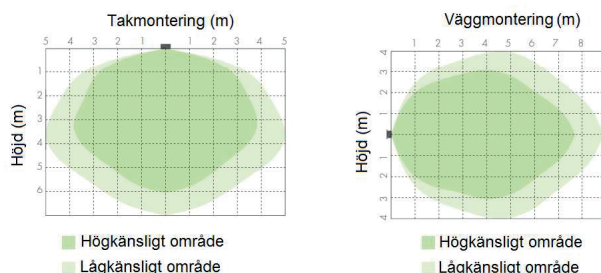 Takmontering (m)
5 4 3 2 1 1 2 3 4 5
Höjd (m)
1
2
3
4
5
6
Högkänsligt område
Lågkänsligt område
Väggmontering (m)
1 2 3 4 5 6 7 8
Höjd (m)
4
3
2
1
1
2
3
4
Högkänsligt område
Lågkänsligt område